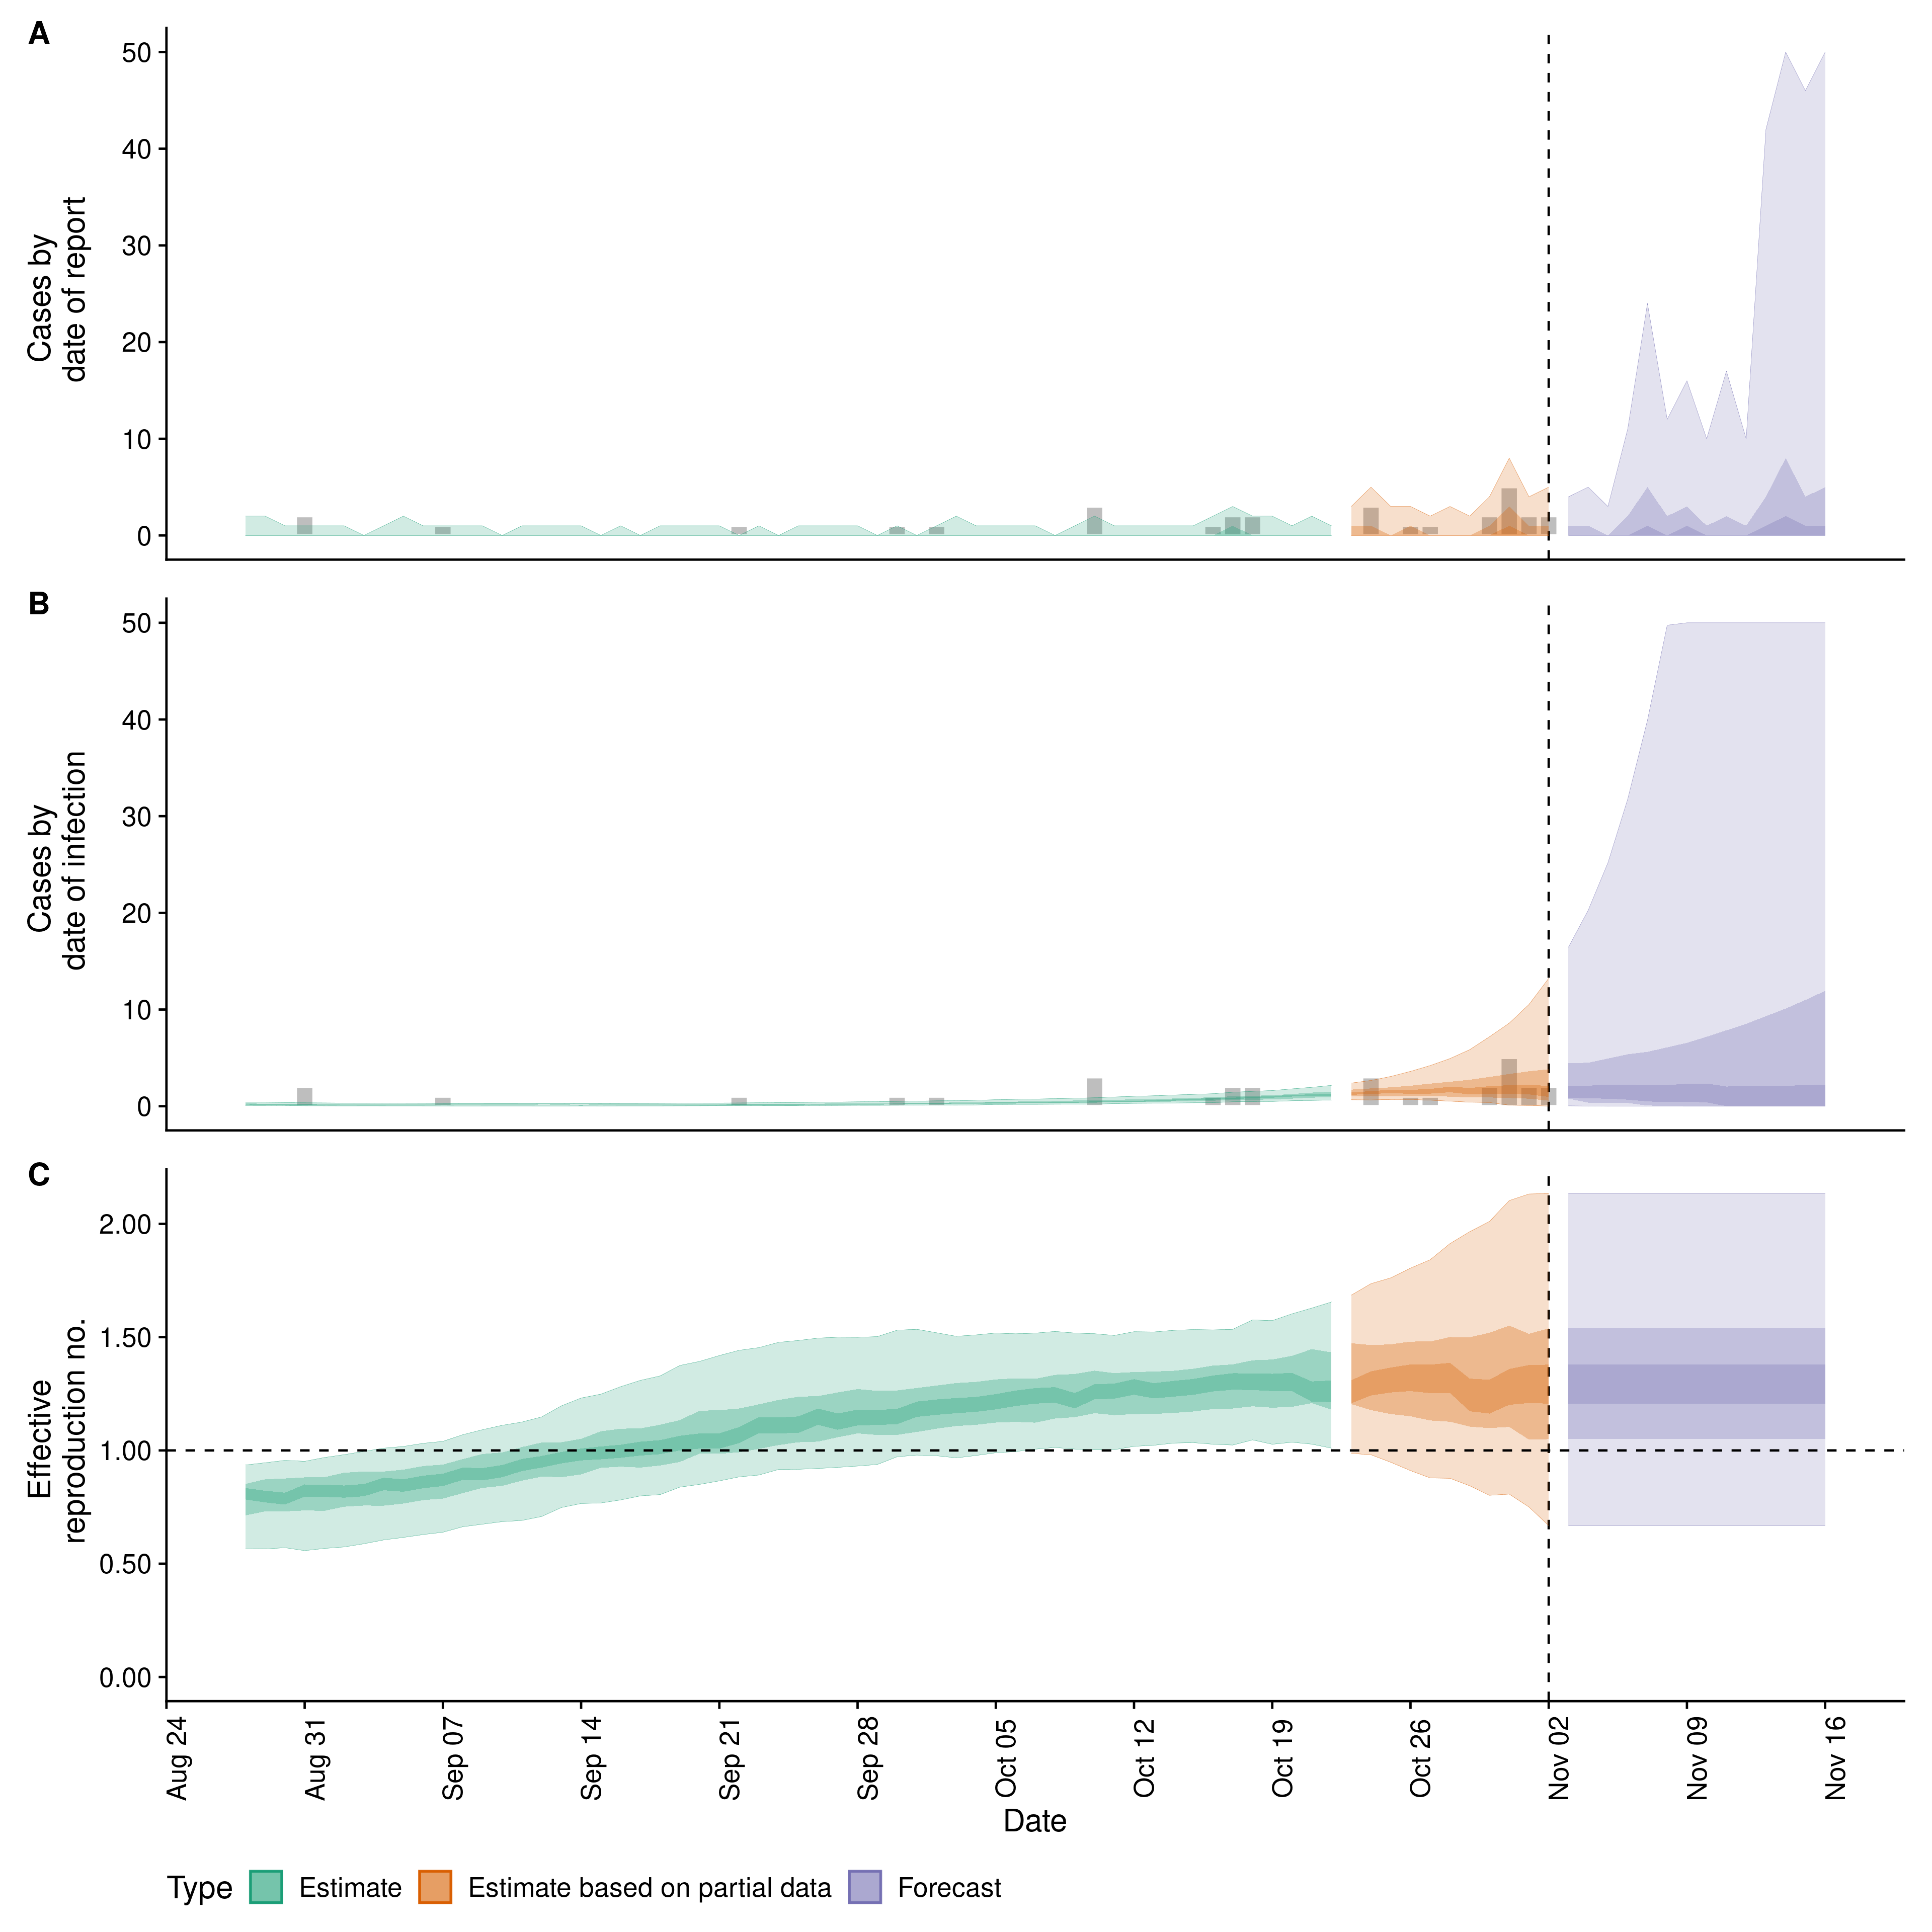 A
50
40
30
20
10
0
Cases by
date of report
B
50
40
30
20
10
0
Cases by
date of infection
C
2.00
1.50
1.00
0.50
0.00
Effective
reproduction no.
Aug 24
Aug 31
Sep 07
Sep 14
Sep 21
Sep 28
Oct 05
Oct 12
Oct 19
Oct 26
Nov 02
Nov 09
Nov 16
Date
Type Estimate Estimate based on partial data Forecast